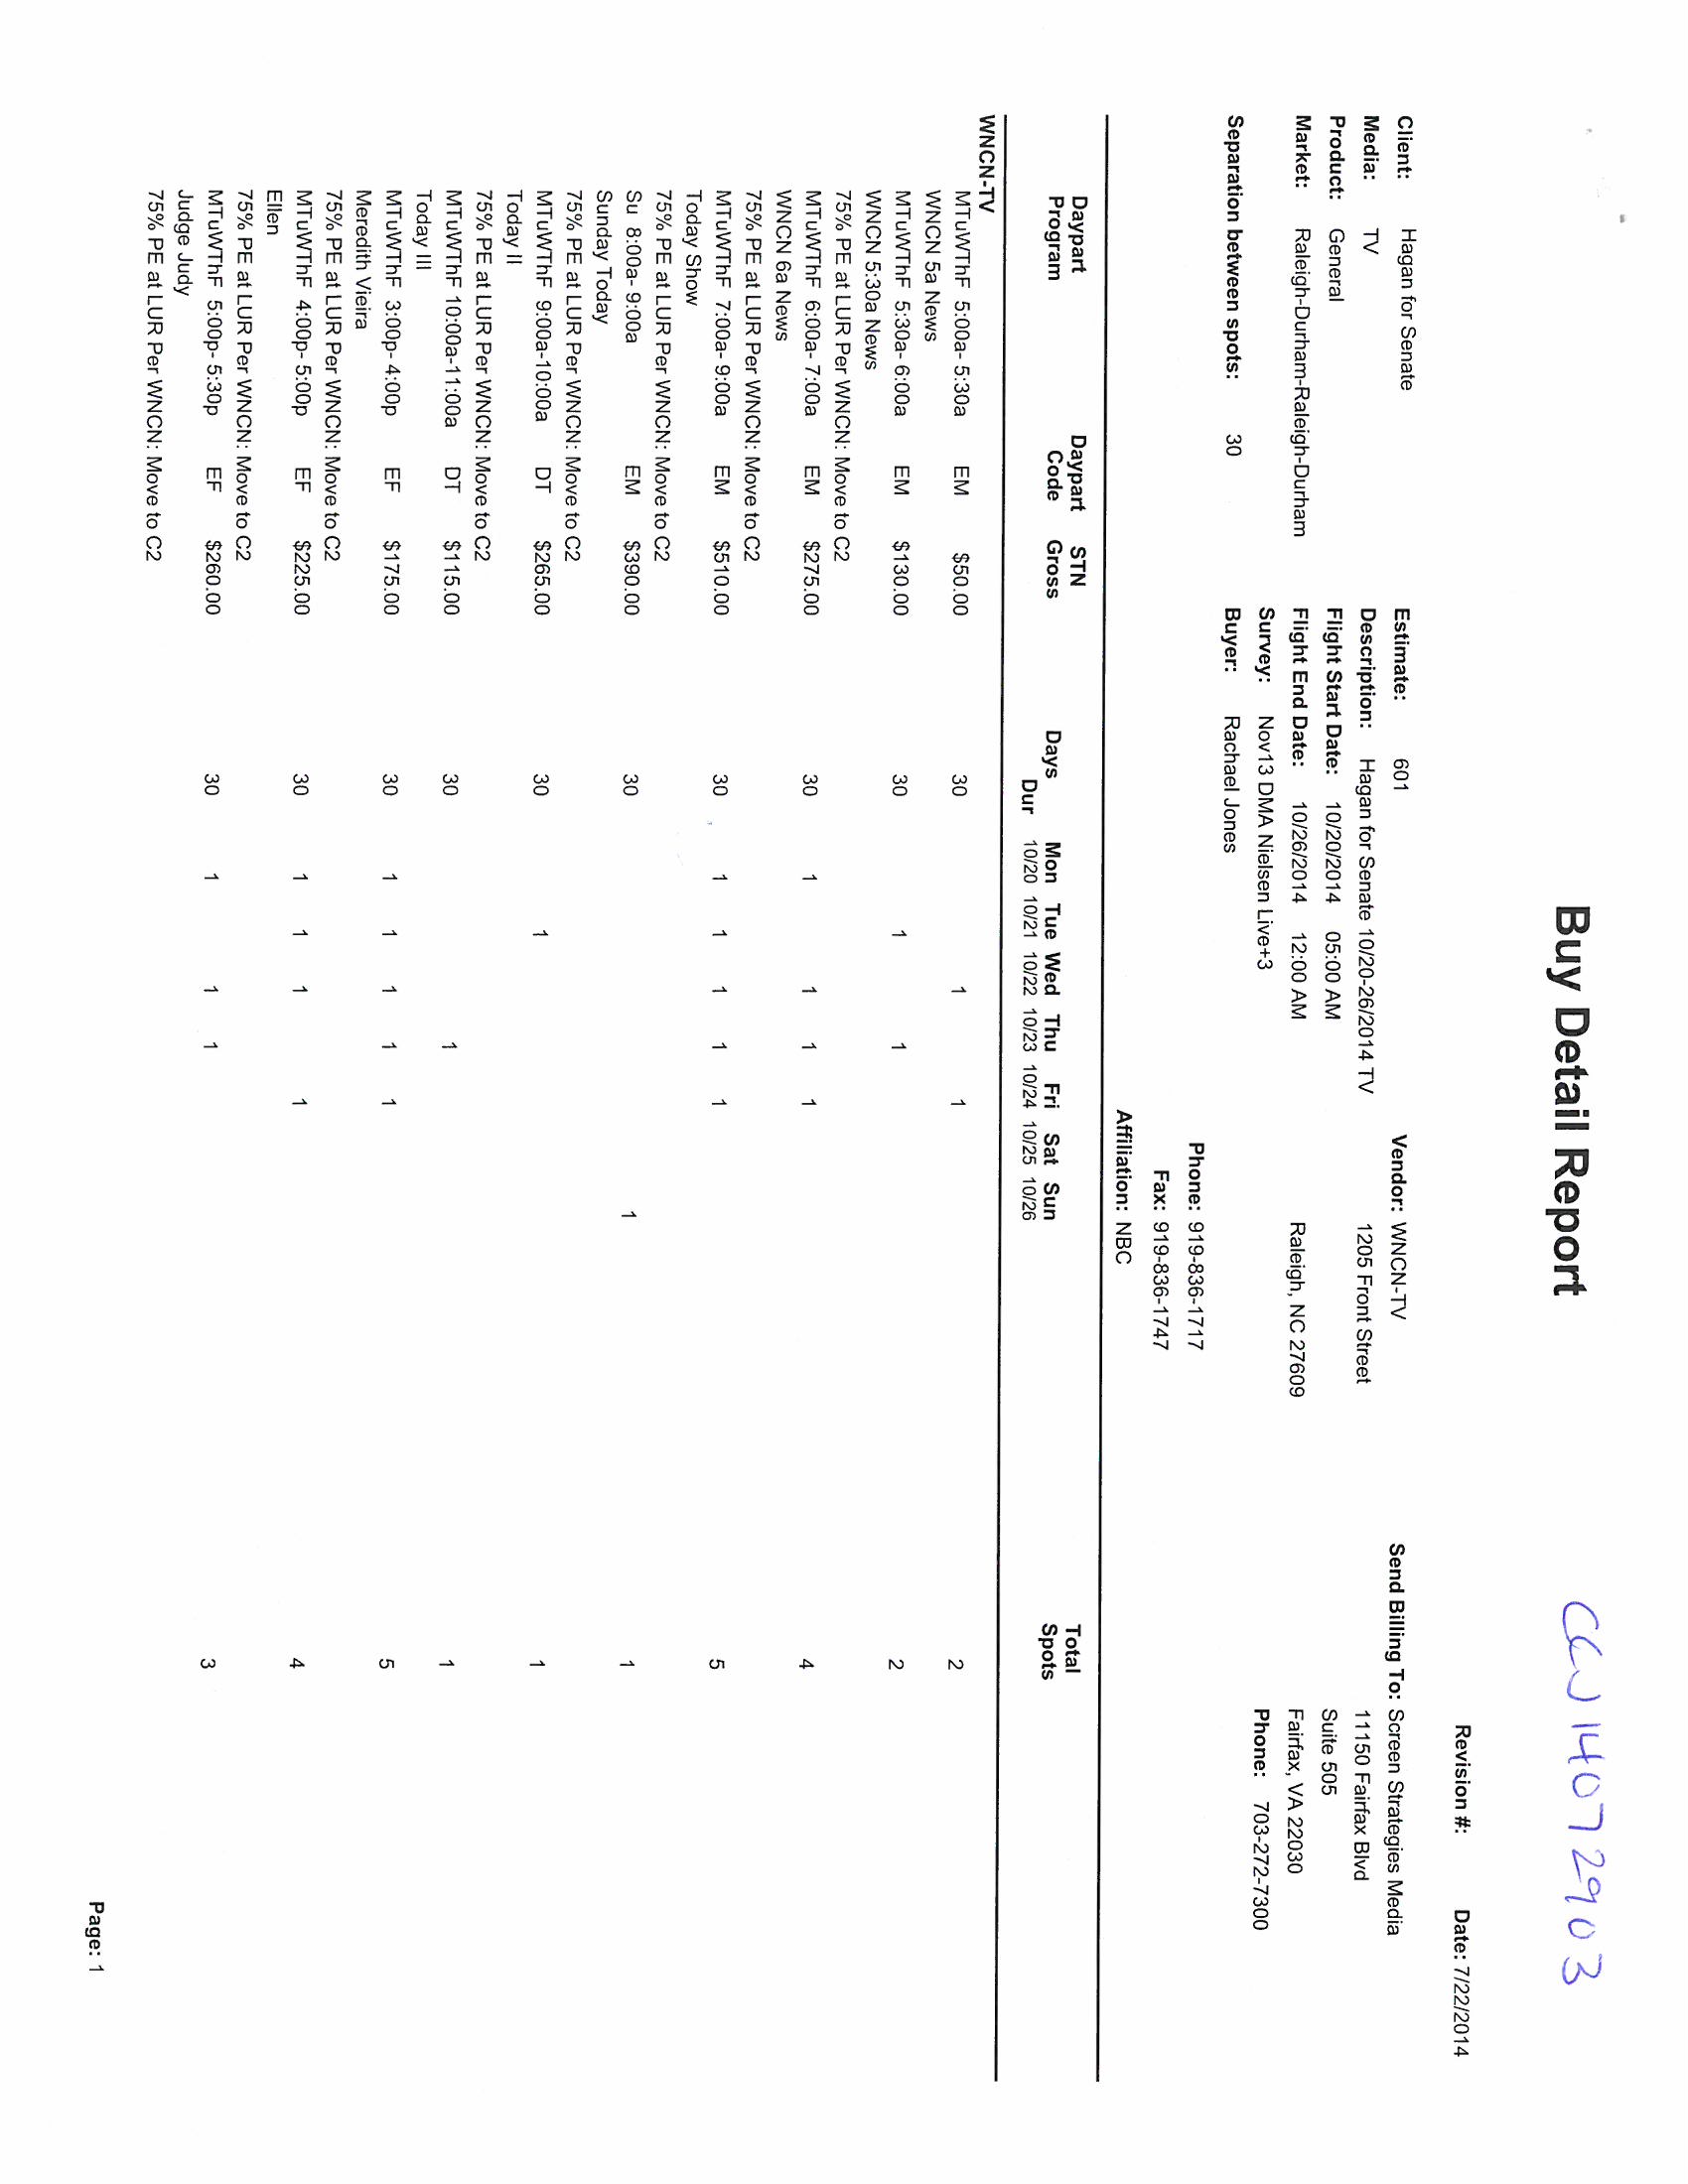 Buy Detail Report
CCW14072903
Revision #: Date: 7/22/2014
Client: Hagan for Senate
Media: TV
Product: General
Market: Raleigh-Durham-Raleigh-Durham
Separation between spots: 30
Estimate: 601
Description: Hagan for Senate 10/20-26/2014 TV
Flight Start Date: 10/20/2014 05:00 AM
Flight End Date: 10/26/2014 12:00 AM
Survey: Nov13 DMA Nielsen Live+3
Buyer: Rachael Jones
Vendor: WNCN-TV
1205 Front Street
Raleigh, NC 27609
Phone: 919-836-1717
Fax: 919-836-1747
Affiliation: NBC
Send Billing To: Screen Strategies Media
11150 Fairfax Blvd
Suite 505
Fairfax, VA 22030
Phone: 703-272-7300
Daypart Daypart STN Total
Program Code Gross Days Mon Tue Wed Thu Fri Sat Sun Spots
Dur 10/20 10/21 10/22 10/23 10/24 10/25 10/26
WNCN-TV
MTuWThF 5:00a- 5:30a EM $50.00 30 1 1 2
WNCN 5a News
MTuWThF 5:30a- 6:00a EM $130.00 30 1 1 2
WNCN 5:30a News
75% PE at LUR Per WNCN: Move to C2
MTuWThF 6:00a- 7:00a EM $275.00 30 1 1 1 1 4
WNCN 6a News
75% PE at LUR Per WNCN: Move to C2
MTuWThF 7:00a- 9:00a EM $510.00 30 1 1 1 1 1 5
Today Show
75% PE at LUR Per WNCN: Move to C2
Su 8:00a- 9:00a EM $390.00 30 1 1
Sunday Today
75% PE at LUR Per WNCN: Move to C2
MTuWThF 9:00a-10:00a DT $265.00 30 1 1
Today II
75% PE at LUR Per WNCN: Move to C2
MTuWThF 10:00a-11:00a DT $115.00 30 1 1
Today III
MTuWThF 3:00p- 4:00p EF $175.00 30 1 1 1 1 1 5
Meredith Vieira
75% PE at LUR Per WNCN: Move to C2
MTuWThF 4:00p- 5:00p EF $225.00 30 1 1 1 1 4
Ellen
75% PE at LUR Per WNCN: Move to C2
MTuWThF 5:00p- 5:30p EF $260.00 30 1 1 1 3
Judge Judy
75% PE at LUR Per WNCN: Move to C2
Page: 1